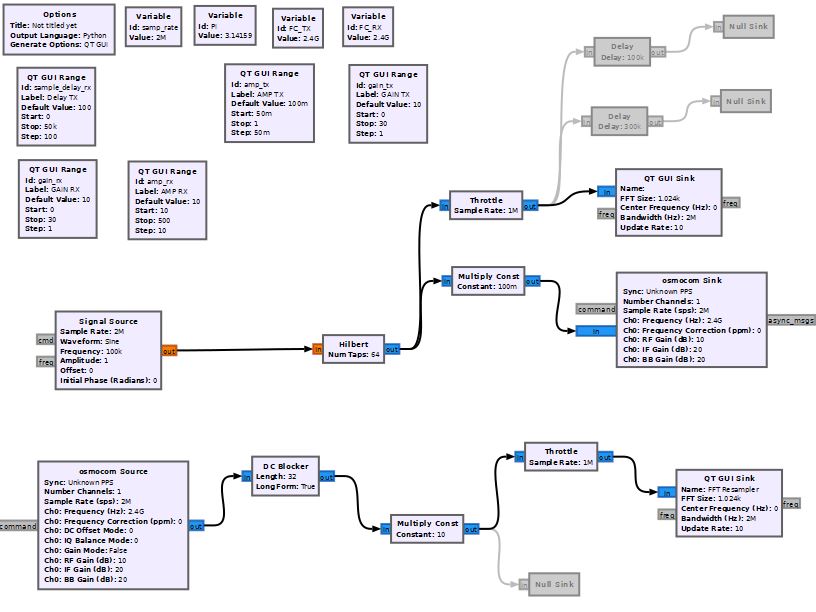 Options
Title: Not titled yet
Output Language: Python
Generate Options: QT GUI
Variable
Id: samp_rate
Value: 2M
Variable
Id: PI
Value: 3.14159
Variable
Id: FC_TX
Value: 2.4G
Variable
Id: FC_RX
Value: 2.4G
QT GUI Range
Id: sample_delay_rx
Label: Delay TX
Default Value: 100
Start: 0
Stop: 50k
Step: 100
QT GUI Range
Id: amp_tx
Label: AMP TX
Default Value: 100m
Start: 50m
Stop: 1
Step: 50m
QT GUI Range
Id: gain_tx
Label: GAIN TX
Default Value: 10
Start: 0
Stop: 30
Step: 1
QT GUI Range
Id: gain_rx
Label: GAIN RX
Default Value: 10
Start: 0
Stop: 30
Step: 1
QT GUI Range
Id: amp_rx
Label: AMP RX
Default Value: 10
Start: 10
Stop: 500
Step: 10
in
Delay
Delay: 100k
out
in
Null Sink
in
Delay
Delay: 300k
out
in
Null Sink
in
Throttle
Sample Rate: 1M
out
in
freq
QT GUI Sink
Name:
FFT Size: 1.024k
Center Frequency (Hz): 0
Bandwidth (Hz): 2M
Update Rate: 10
freq
in
Multiply Const
Constant: 100m
out
command
in
osmocom Sink
Sync: Unknown PPS
Number Channels: 1
Sample Rate (sps): 2M
Ch0: Frequency (Hz): 2.4G
Ch0: Frequency Correction (ppm): 0
Ch0: RF Gain (dB): 10
Ch0: IF Gain (dB): 20
Ch0: BB Gain (dB): 20
async_msgs
cmd
freq
Signal Source
Sample Rate: 2M
Waveform: Sine
Frequency: 100k
Amplitude: 1
Offset: 0
Initial Phase (Radians): 0
out
in
Hilbert
Num Taps: 64
out
command
osmocom Source
Sync: Unknown PPS
Number Channels: 1
Sample Rate (sps): 2M
Ch0: Frequency (Hz): 2.4G
Ch0: Frequency Correction (ppm): 0
Ch0: DC Offset Mode: 0
Ch0: IQ Balance Mode: 0
Ch0: Gain Mode: False
Ch0: RF Gain (dB): 10
Ch0: IF Gain (dB): 20
Ch0: BB Gain (dB): 20
out
in
DC Blocker
Length: 32
Long Form: True
out
in
Multiply Const
Constant: 10
out
in
Throttle
Sample Rate: 1M
out
in
freq
QT GUI Sink
Name: FFT Resampler
FFT Size: 1.024k
Center Frequency (Hz): 0
Bandwidth (Hz): 2M
Update Rate: 10
freq
in
Null Sink